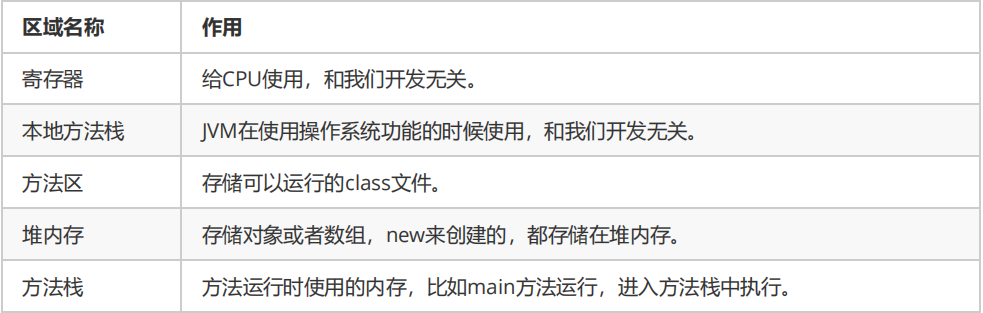 区域名称 作用
寄存器 给CPU使用，和我们开发无关。
本地方法栈 JVM在使用操作系统功能的时候使用，和我们开发无关。
方法区 存储可以运行的class文件。
堆内存 存储对象或者数组，new来创建的，都存储在堆内存。
方法栈 方法运行时使用的内存，比如main方法运行，进入方法栈中执行。